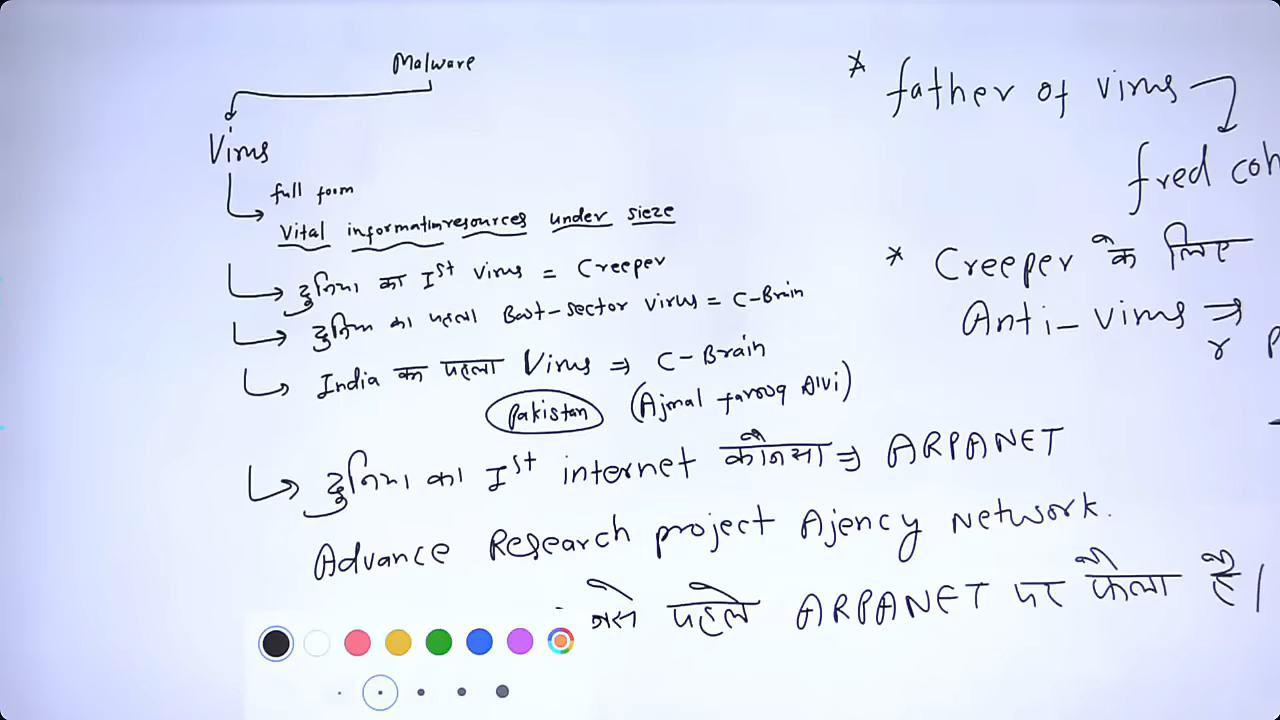 Malware
Virus
full form
Vital information resources under sieze
दुनिया का Ist virus = Creeper
दुनिया का पहला Boot-sector virus = C-Brain
India का पहला Virus ⇒ C-Brain
Pakistan (Ajmal farooq Alvi)
दुनिया का Ist internet कौनसा ⇒ ARPANET
Advance Research project Ajency Network.
पहले ARPANET पर फैला है।
* father of virus
fred coh
* Creeper के लिए
Anti-virus ⇒
r